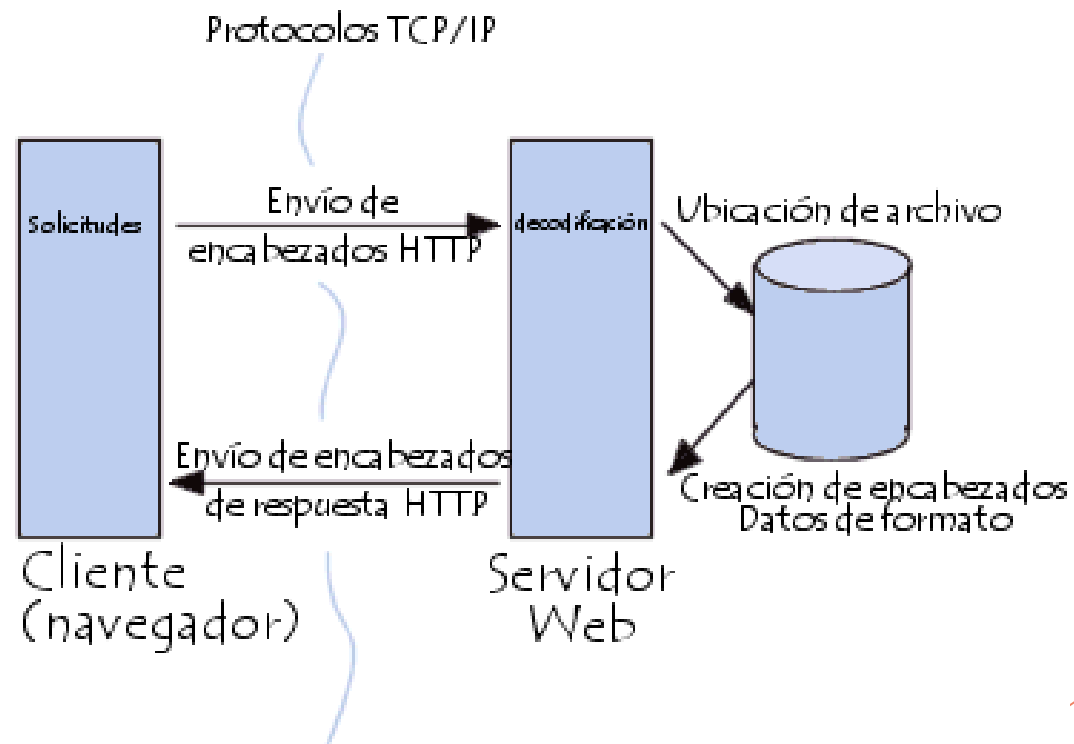 Protocolos TCP/IP
Solicitudes
Envío de
encabezados HTTP
decodificación
Ubicación de archivo
Envío de encabezados
de respuesta HTTP
Creación de encabezados
Datos de formato
Cliente
(navegador)
Servidor
Web